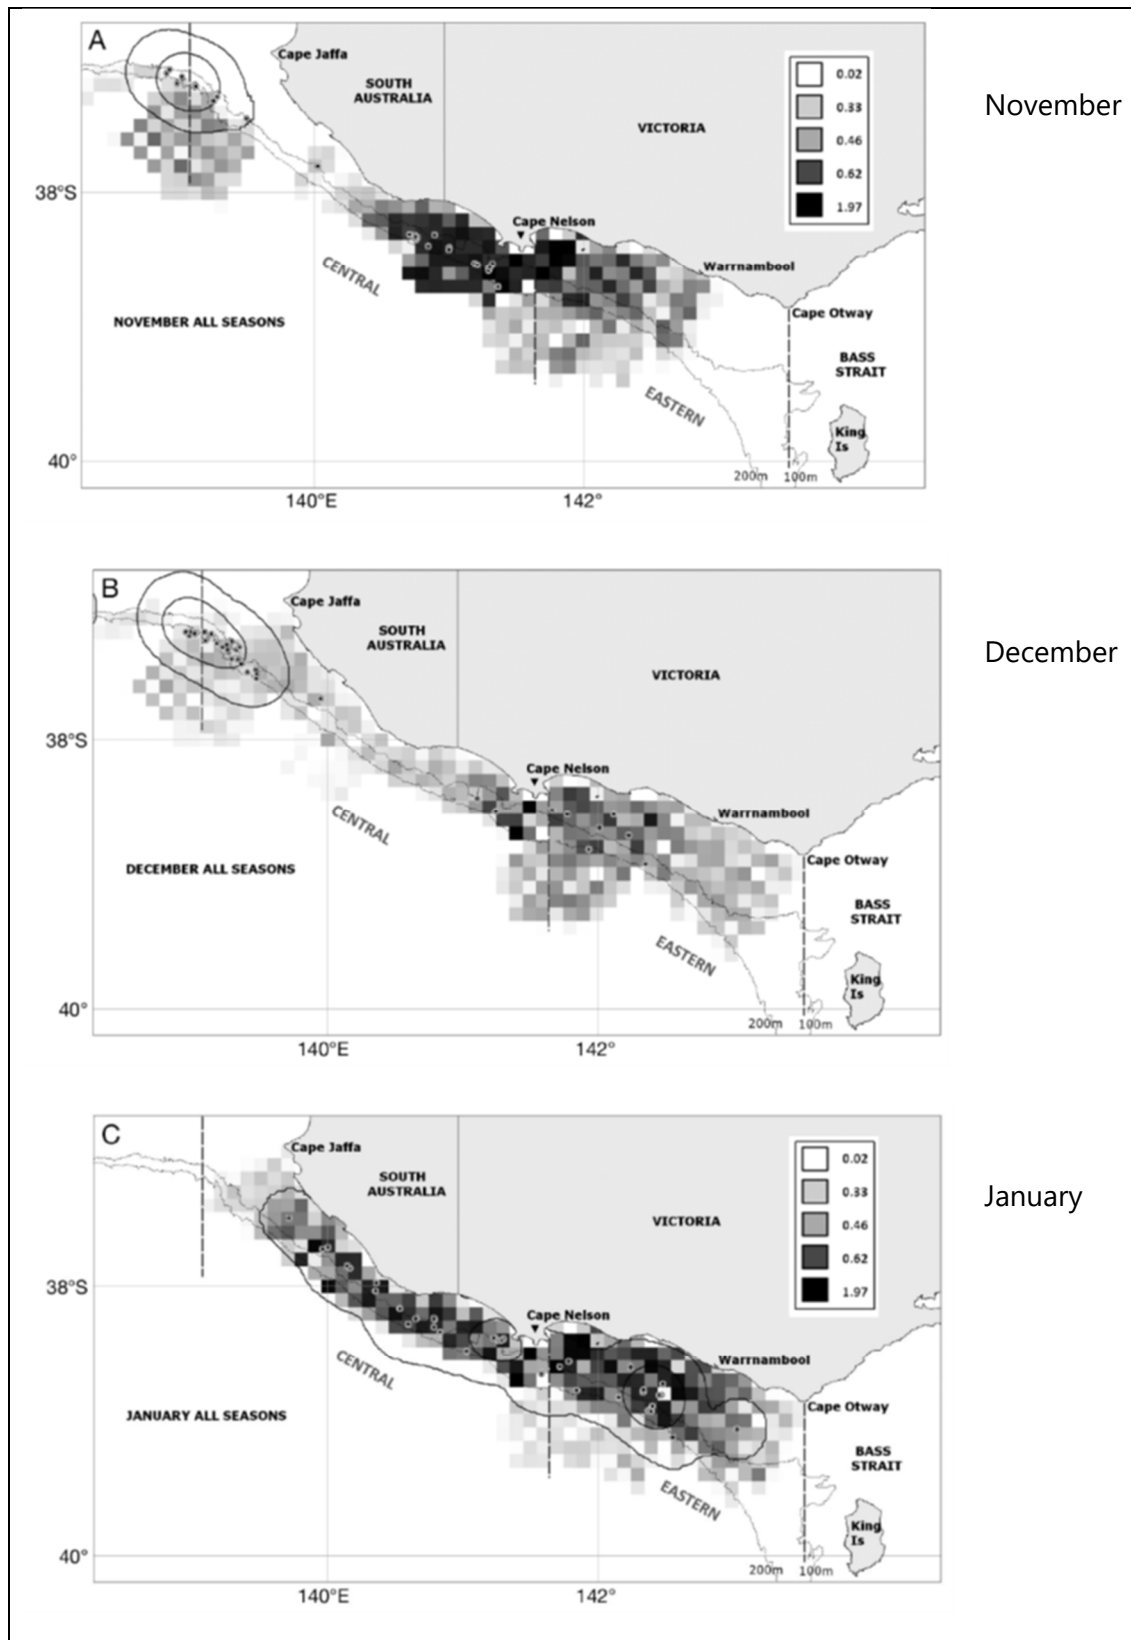 A
Cape Jaffa
SOUTH
AUSTRALIA
VICTORIA
0.02
0.33
0.46
0.62
1.97
November
38°S
Cape Nelson
Warrnambool
CENTRAL
Cape Otway
NOVEMBER ALL SEASONS
BASS
STRAIT
EASTERN
King
Is
40°
200m 100m
140°E 142°
B
Cape Jaffa
SOUTH
AUSTRALIA
VICTORIA
December
38°S
Cape Nelson
Warrnambool
CENTRAL
Cape Otway
DECEMBER ALL SEASONS
BASS
STRAIT
EASTERN
King
Is
40°
200m 100m
140°E 142°
C
Cape Jaffa
SOUTH
AUSTRALIA
VICTORIA
0.02
0.33
0.46
0.62
1.97
January
38°S
Cape Nelson
Warrnambool
CENTRAL
Cape Otway
JANUARY ALL SEASONS
BASS
STRAIT
EASTERN
King
Is
40°
200m 100m
140°E 142°